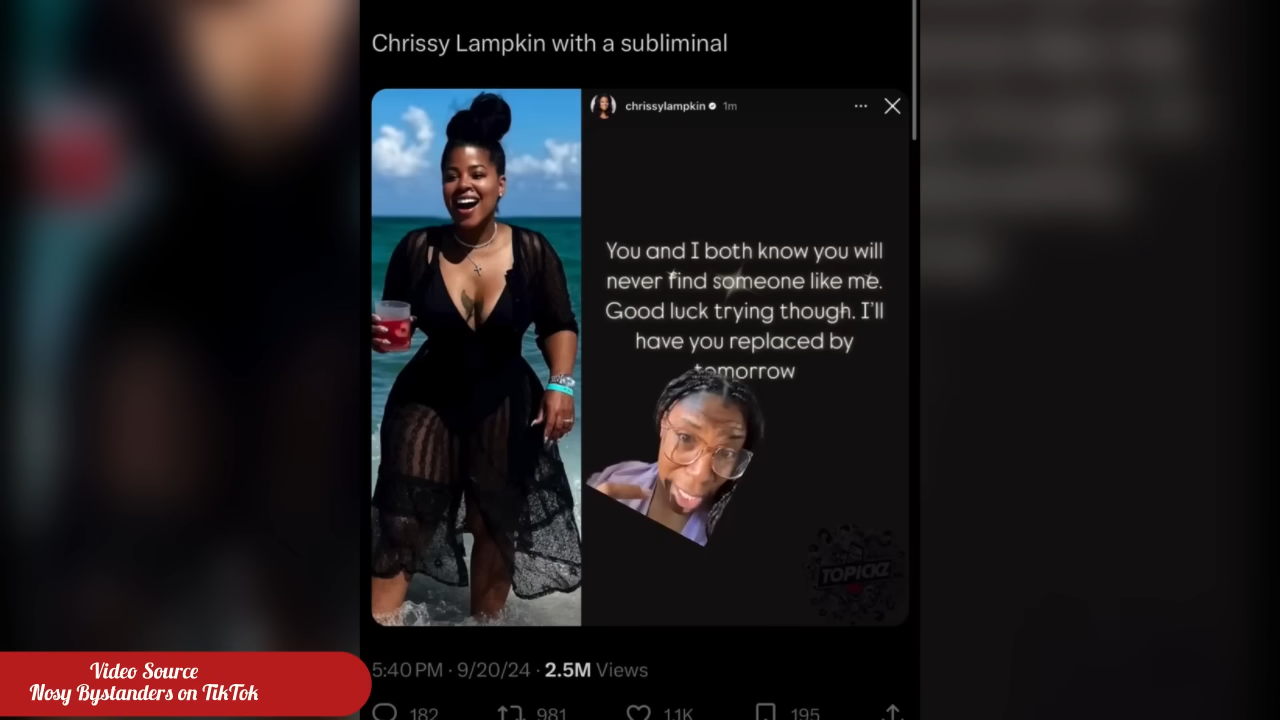 Chrissy Lampkin with a subliminal
chrissylampkin 1m
You and I both know you will
never find someone like me.
Good luck trying though. I'll
have you replaced by
tomorrow
TOPICKZ
5:40 PM · 9/20/24 · 2.5M Views
182 981 1.1K 195
Video Source
Nosy Bystanders on TikTok